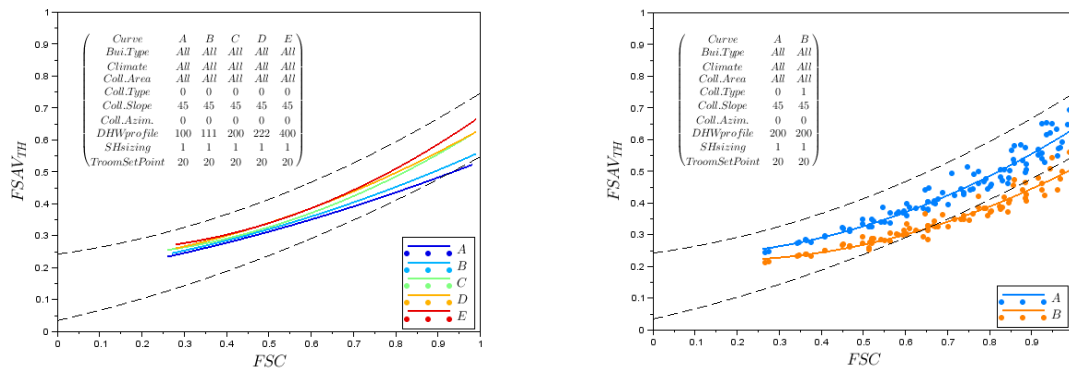 1
0.9
0.8
0.7
0.6
0.5
0.4
0.3
0.2
0.1
0
FSAV_TH
Curve A B C D E
Bui.Type All All All All All
Climate All All All All All
Coll.Area All All All All All
Coll.Type 0 0 0 0 0
Coll.Slope 45 45 45 45 45
Coll.Azim. 0 0 0 0 0
DHWprofile 100 111 200 222 400
SHsizing 1 1 1 1 1
TroomSetPoint 20 20 20 20 20
A
B
C
D
E
0 0.1 0.2 0.3 0.4 0.5 0.6 0.7 0.8 0.9 1
FSC
1
0.9
0.8
0.7
0.6
0.5
0.4
0.3
0.2
0.1
0
FSAV_TH
Curve A B
Bui.Type All All
Climate All All
Coll.Area All All
Coll.Type 0 1
Coll.Slope 45 45
Coll.Azim. 0 0
DHWprofile 200 200
SHsizing 1 1
TroomSetPoint 20 20
A
B
0 0.1 0.2 0.3 0.4 0.5 0.6 0.7 0.8 0.9
FSC